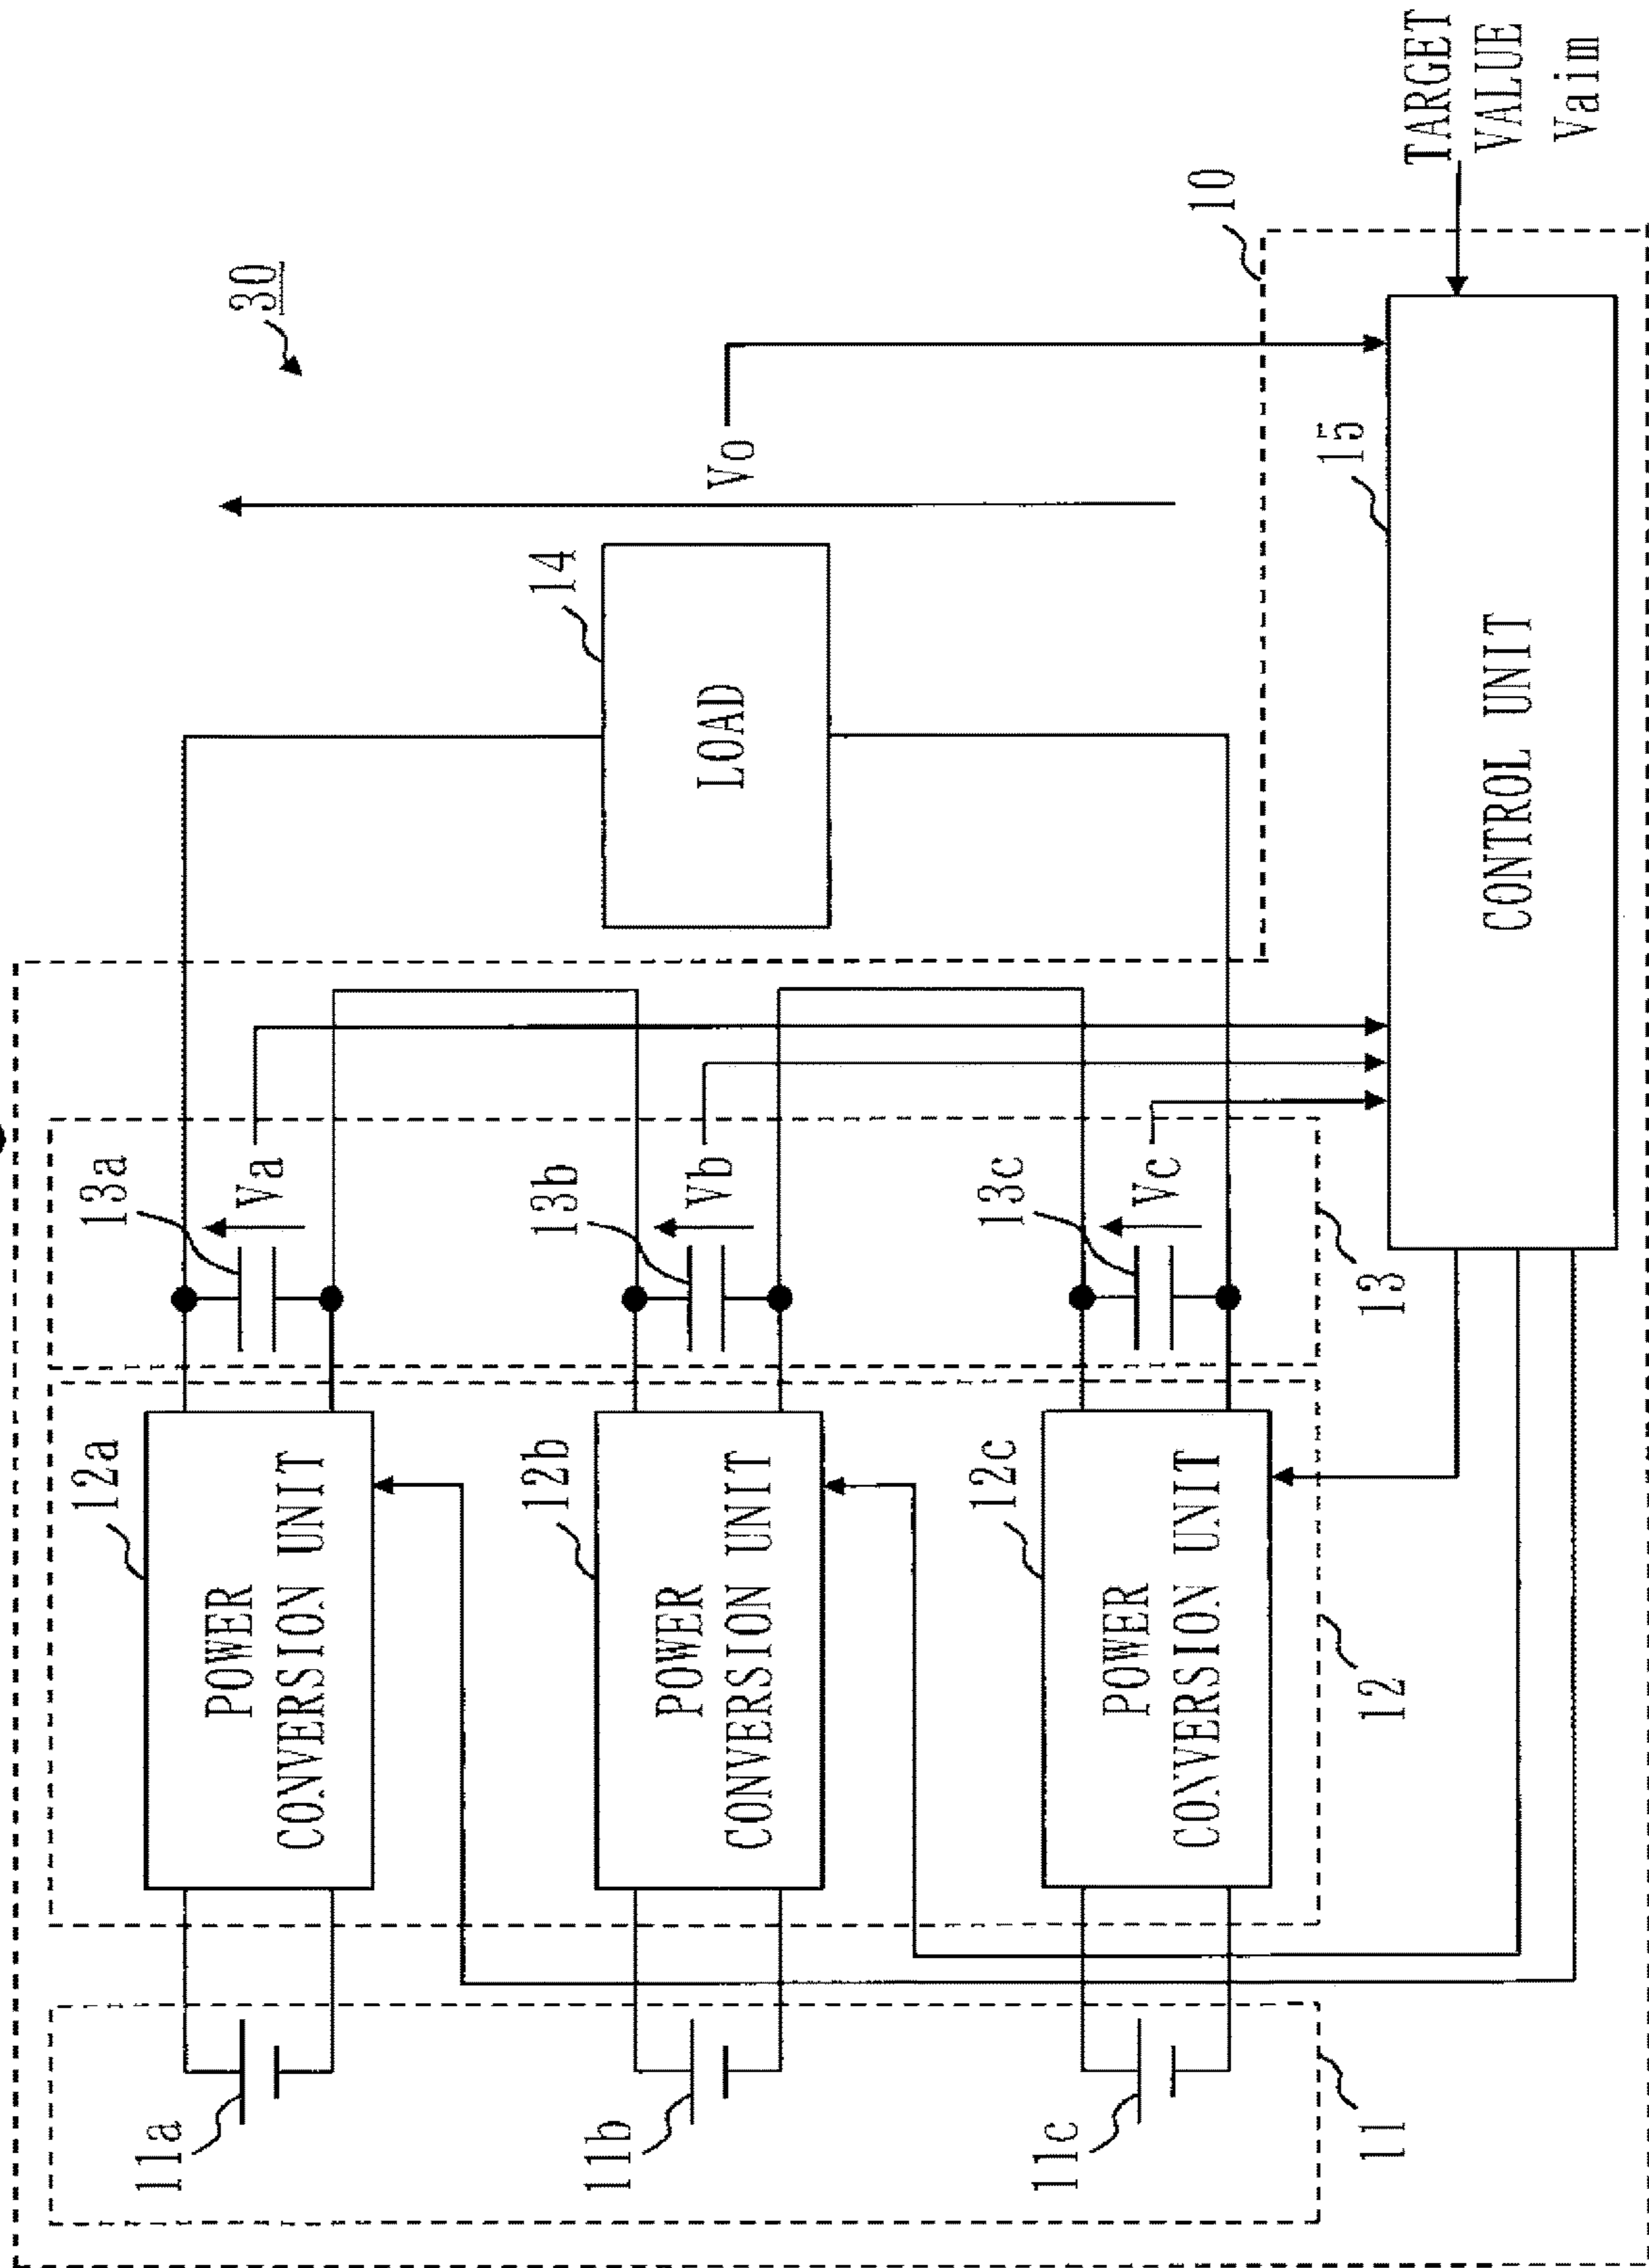 30
11a
12a
POWER
CONVERSION UNIT
13a
Va
11b
12b
POWER
CONVERSION UNIT
13b
Vb
11c
12c
POWER
CONVERSION UNIT
13c
Vc
14
LOAD
Vo
10
11
12
13
15
CONTROL UNIT
TARGET
VALUE
Vaim